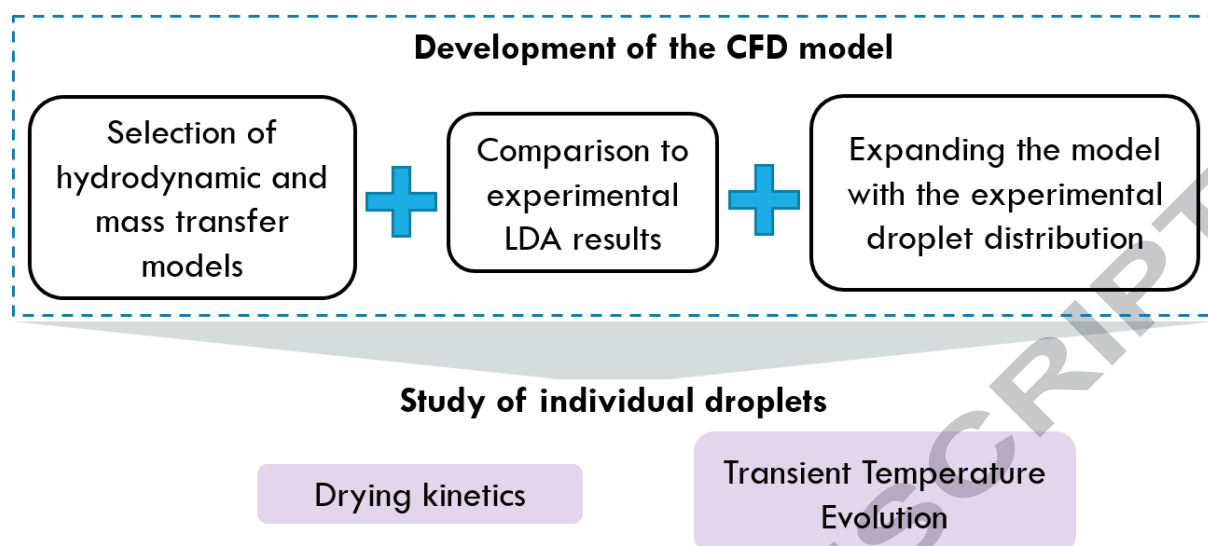 Development of the CFD model
Selection of
hydrodynamic and
mass transfer
models
Comparison to
experimental
LDA results
Expanding the model
with the experimental
droplet distribution
Study of individual droplets
Drying kinetics
Transient Temperature
Evolution
SCRIPT